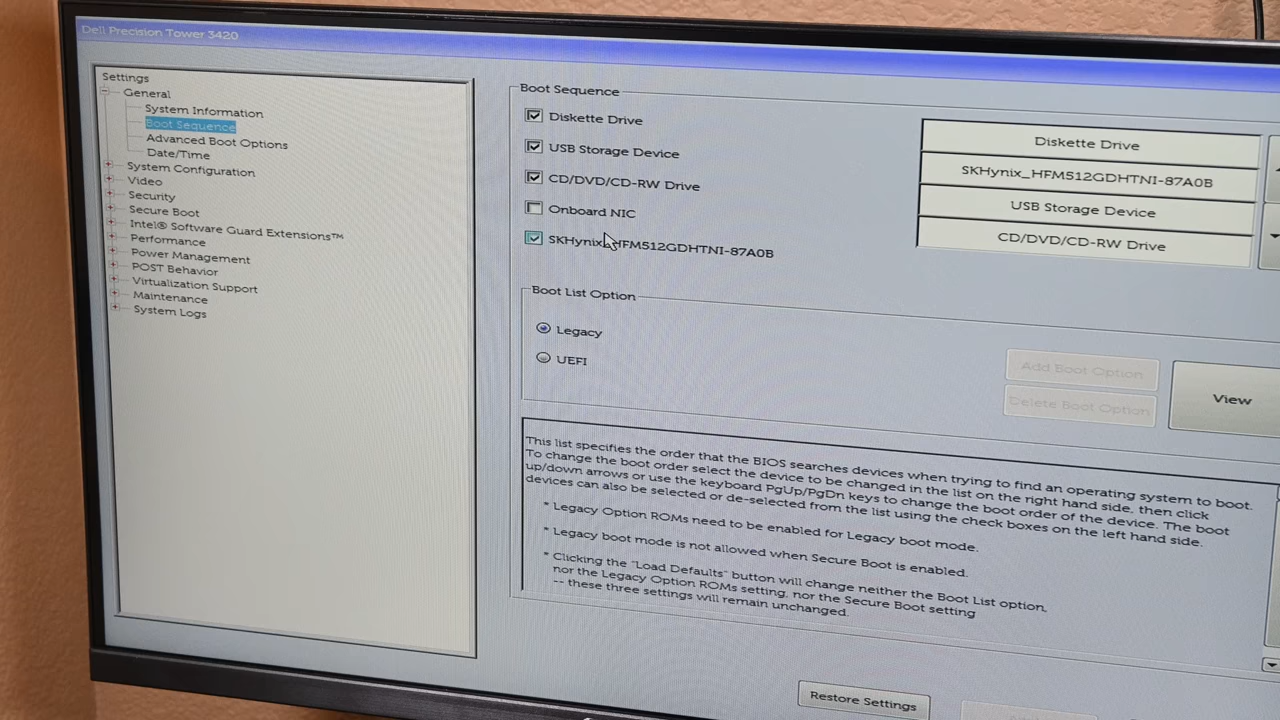 Dell Precision Tower 3420
Settings
General
System Information
Boot Sequence
Advanced Boot Options
Date/Time
System Configuration
Video
Security
Secure Boot
Intel® Software Guard Extensions™
Performance
Power Management
POST Behavior
Virtualization Support
Maintenance
System Logs
Boot Sequence
Diskette Drive
USB Storage Device
CD/DVD/CD-RW Drive
Onboard NIC
SKHynix_HFM512GDHTNI-87A0B
Diskette Drive
SKHynix_HFM512GDHTNI-87A0B
USB Storage Device
CD/DVD/CD-RW Drive
Boot List Option
Legacy
UEFI
Add Boot Option
Delete Boot Option
View
This list specifies the order that the BIOS searches devices when trying to find an operating system to boot.
To change the boot order select the device to be changed in the list on the right hand side, then click
up/down arrows or use the keyboard PgUp/PgDn keys to change the boot order of the device. The boot
devices can also be selected or de-selected from the list using the check boxes on the left hand side.
* Legacy Option ROMs need to be enabled for Legacy boot mode.
* Legacy boot mode is not allowed when Secure Boot is enabled.
* Clicking the "Load Defaults" button will change neither the Boot List option,
nor the Legacy Option ROMs setting, nor the Secure Boot setting
-- these three settings will remain unchanged.
Restore Settings